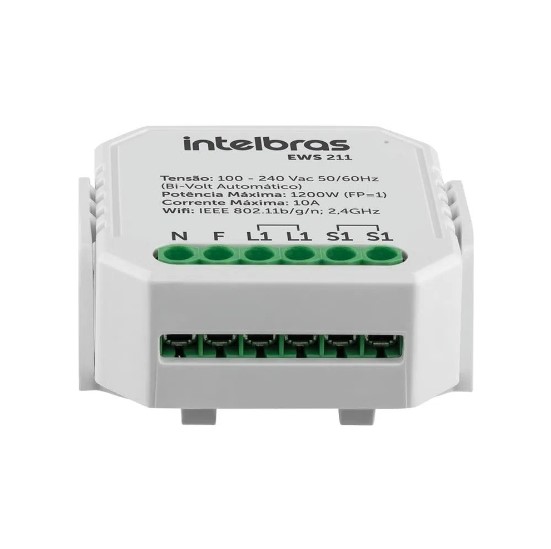 intelbras
EWS 211
Tensão: 100 - 240 Vac 50/60Hz
(Bi-Volt Automático)
Potência Máxima: 1200W (FP=1)
Corrente Máxima: 10A
Wifi: IEEE 802.11b/g/n; 2,4GHz
N F L1 L1 S1 S1